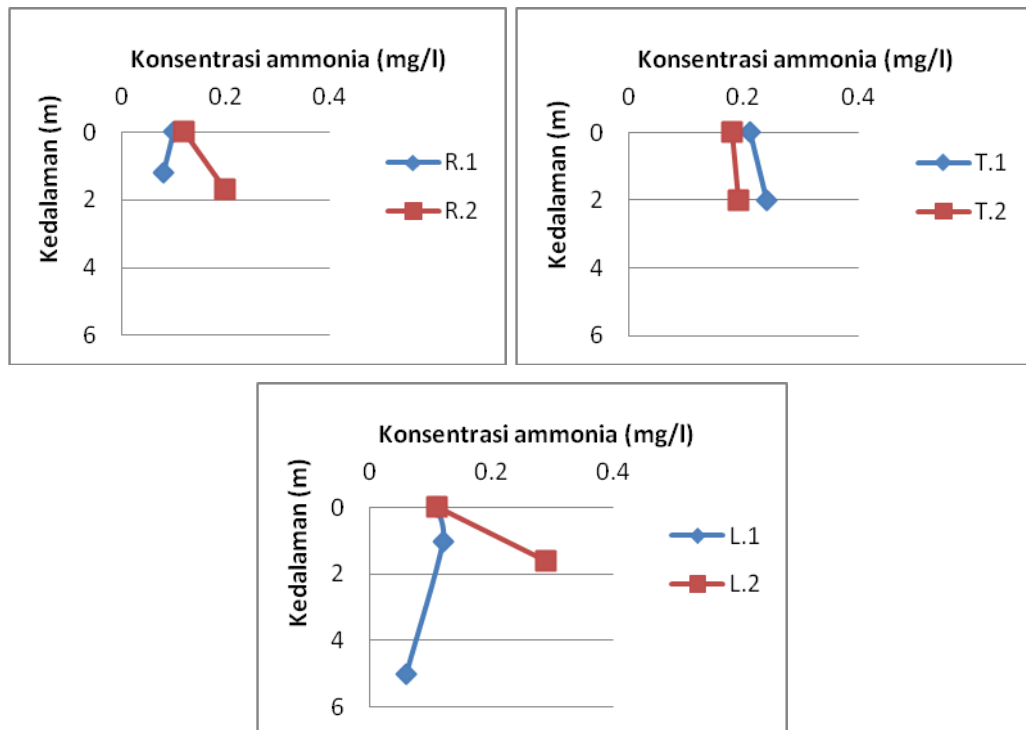 Konsentrasi ammonia (mg/l)
0 0.2 0.4
Kedalaman (m)
0
2
4
6
R.1
R.2
Konsentrasi ammonia (mg/l)
0 0.2 0.4
Kedalaman (m)
0
2
4
6
T.1
T.2
Konsentrasi ammonia (mg/l)
0 0.2 0.4
Kedalaman (m)
0
2
4
6
L.1
L.2